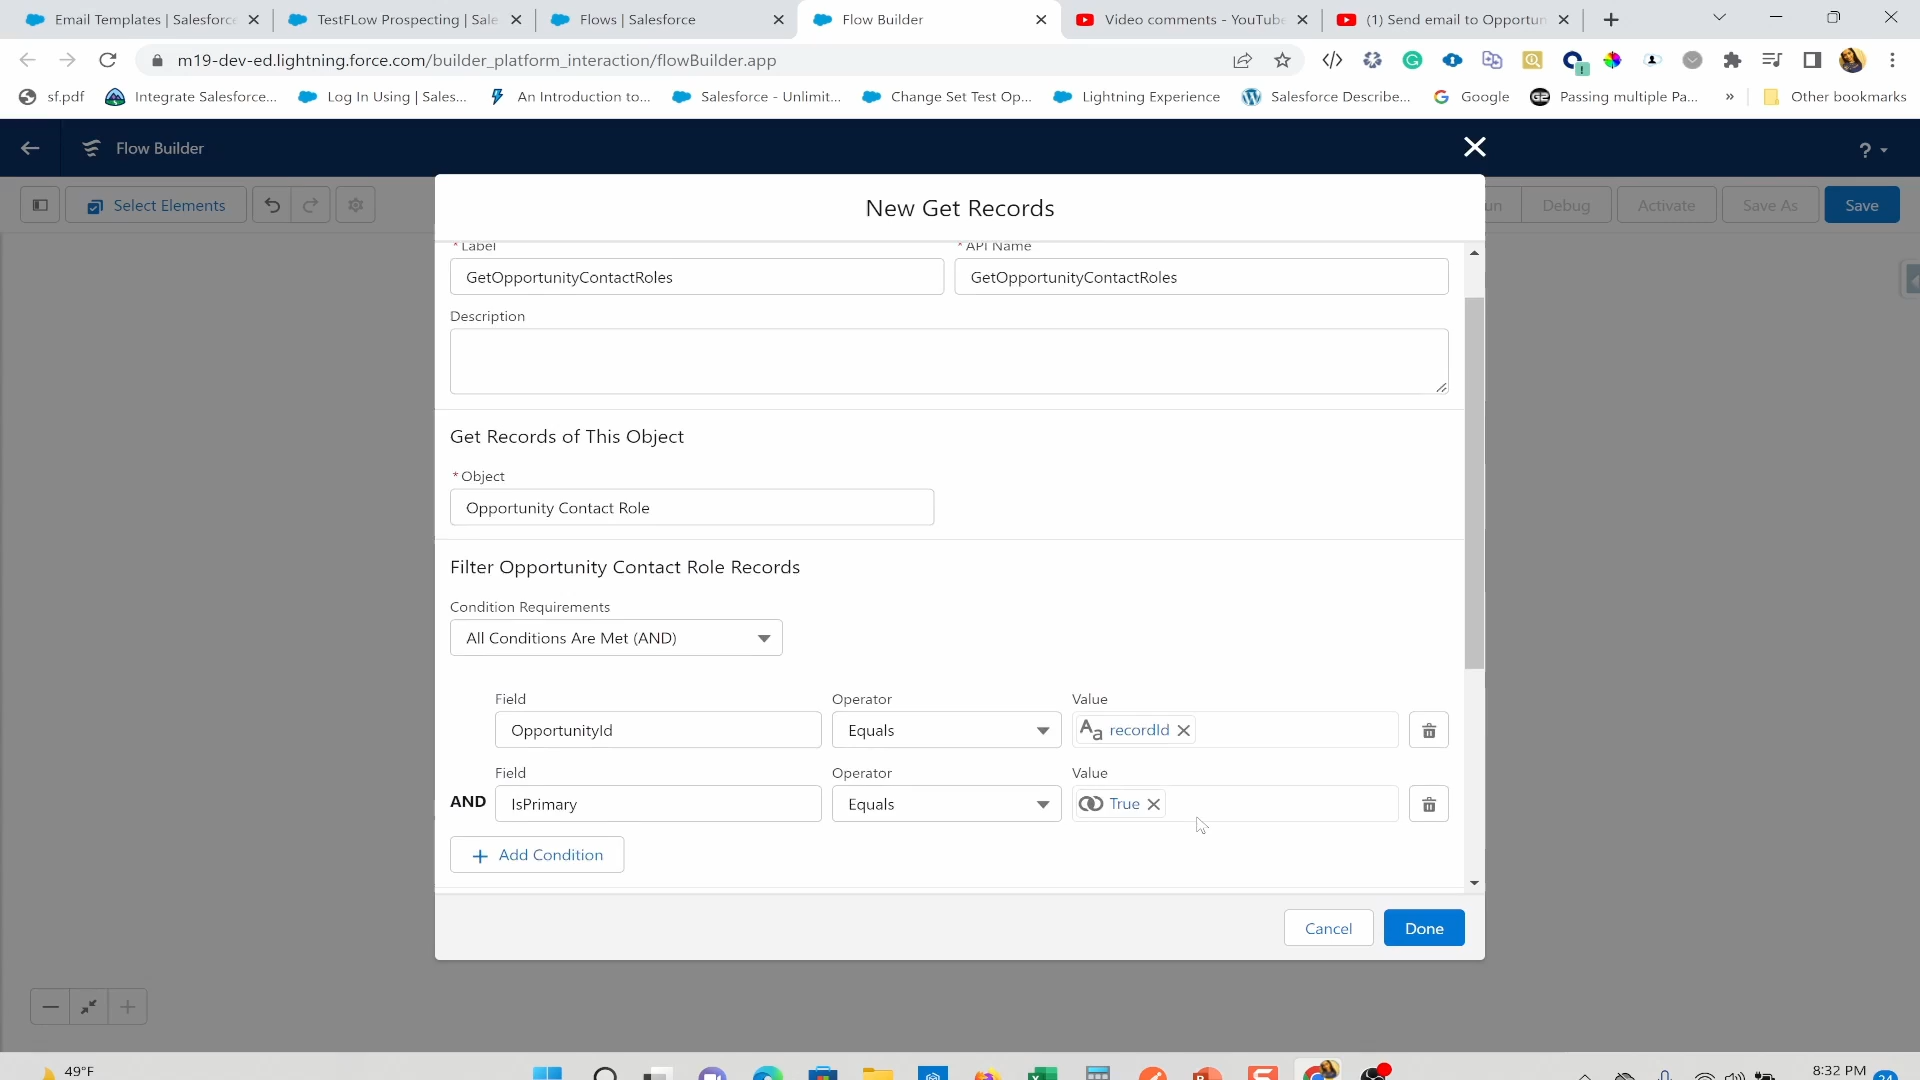 Email Templates | Salesforce
TestFLow Prospecting | Sale
Flows | Salesforce
Flow Builder
Video comments - YouTube
(1) Send email to Opportun
m19-dev-ed.lightning.force.com/builder_platform_interaction/flowBuilder.app
sf.pdf
Integrate Salesforce...
Log In Using | Sales...
An Introduction to...
Salesforce - Unlimit...
Change Set Test Op...
Lightning Experience
Salesforce Describe...
Google
Passing multiple Pa...
»
Other bookmarks
Flow Builder
?
Select Elements
un
Debug
Activate
Save As
Save
New Get Records
* Label
* API Name
GetOpportunityContactRoles
GetOpportunityContactRoles
Description
Get Records of This Object
* Object
Opportunity Contact Role
Filter Opportunity Contact Role Records
Condition Requirements
All Conditions Are Met (AND)
Field
Operator
Value
OpportunityId
Equals
Aa recordId
Field
Operator
Value
AND
IsPrimary
Equals
True
+ Add Condition
Cancel
Done
49°F
8:32 PM
24